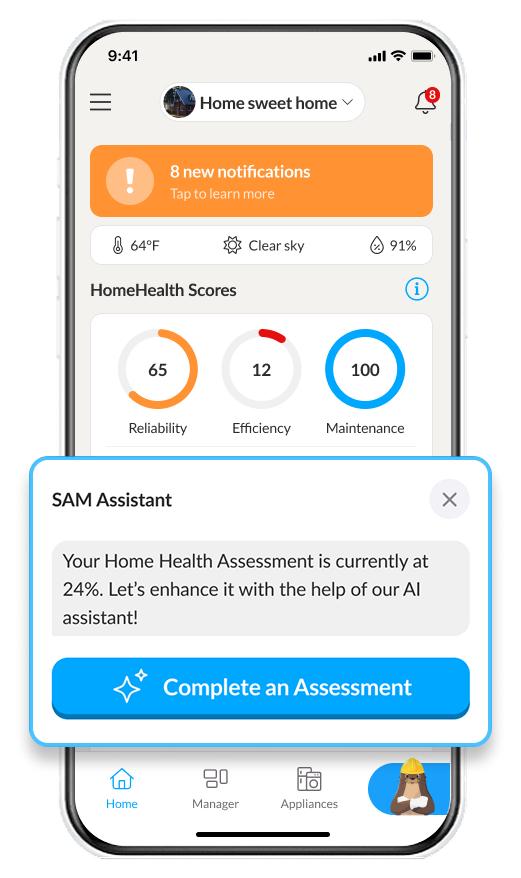 9:41
Home sweet home
8
!
8 new notifications
Tap to learn more
64°F
Clear sky
91%
HomeHealth Scores
i
65
12
100
Reliability
Efficiency
Maintenance
SAM Assistant
Your Home Health Assessment is currently at
24%. Let’s enhance it with the help of our AI
assistant!
Complete an Assessment
Home
Manager
Appliances